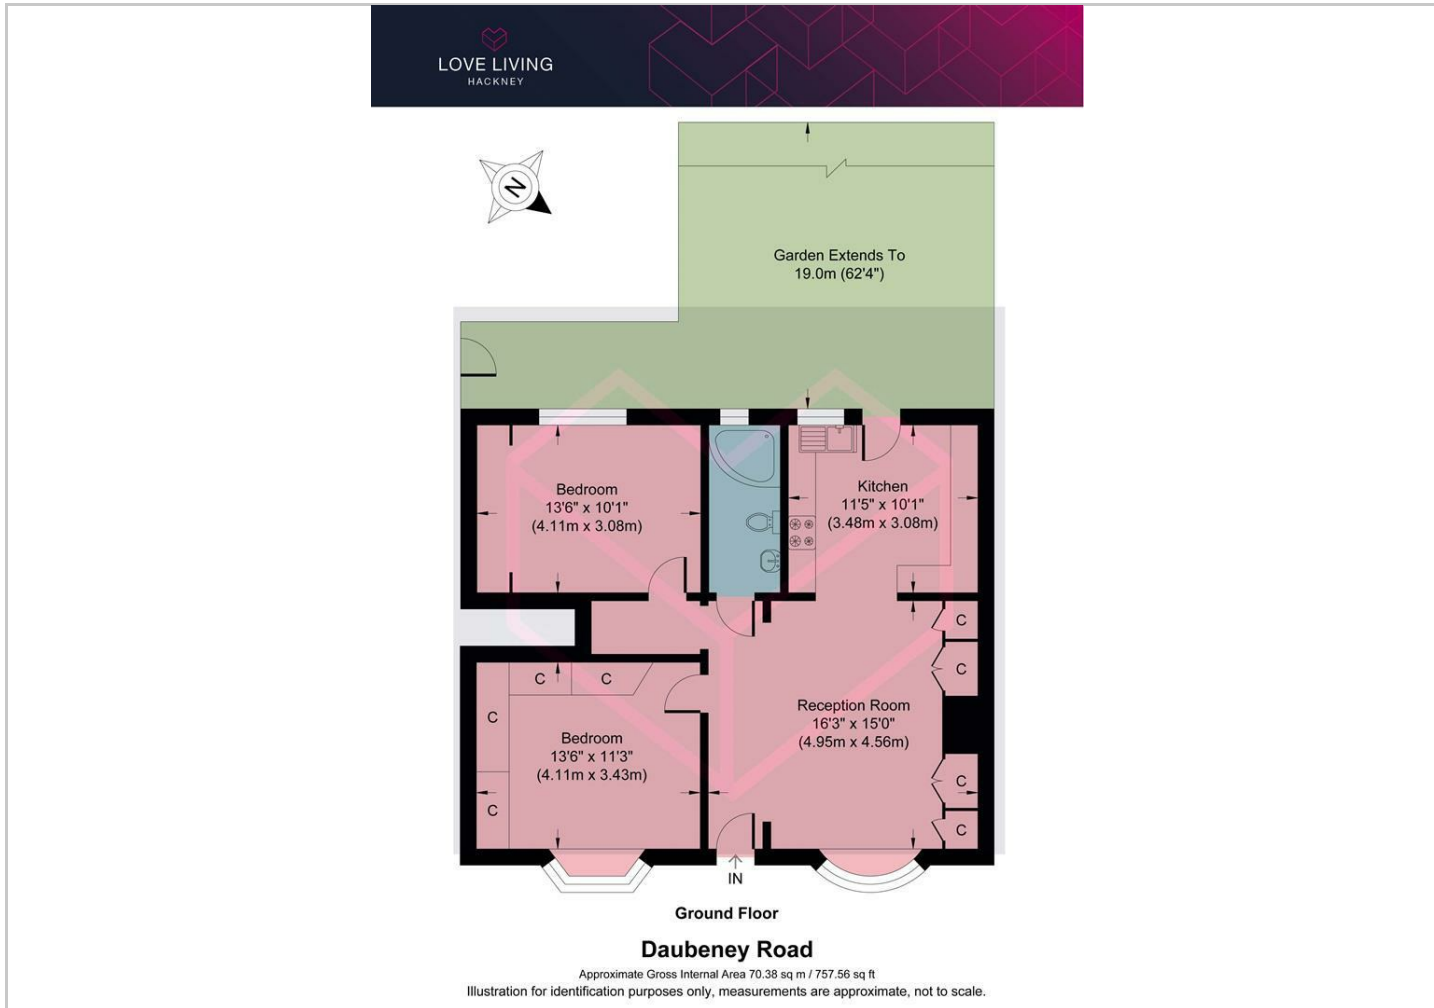 LOVE LIVING
HACKNEY
N
Garden Extends To
19.0m (62'4")
Bedroom
13'6" x 10'1"
(4.11m x 3.08m)
Kitchen
11'5" x 10'1"
(3.48m x 3.08m)
C
C
C
C
C
C
Reception Room
16'3" x 15'0"
(4.95m x 4.56m)
Bedroom
13'6" x 11'3"
(4.11m x 3.43m)
C
C
IN
Ground Floor
Daubeney Road
Approximate Gross Internal Area 70.38 sq m / 757.56 sq ft
Illustration for identification purposes only, measurements are approximate, not to scale.